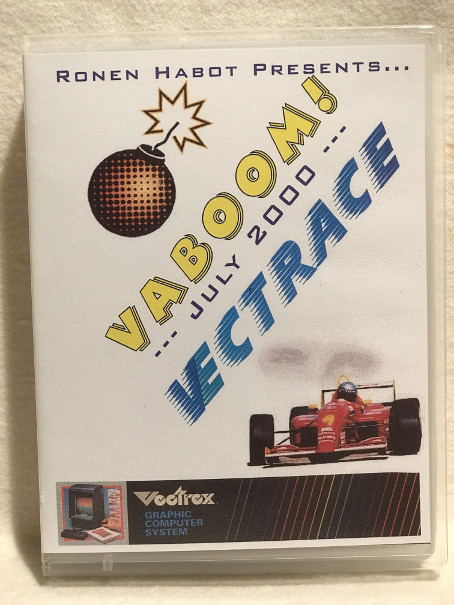 RONEN HABOT PRESENTS...
VABOOM!
... JULY 2000 ...
VECTRACE
Vectrex
GRAPHIC
COMPUTER
SYSTEM